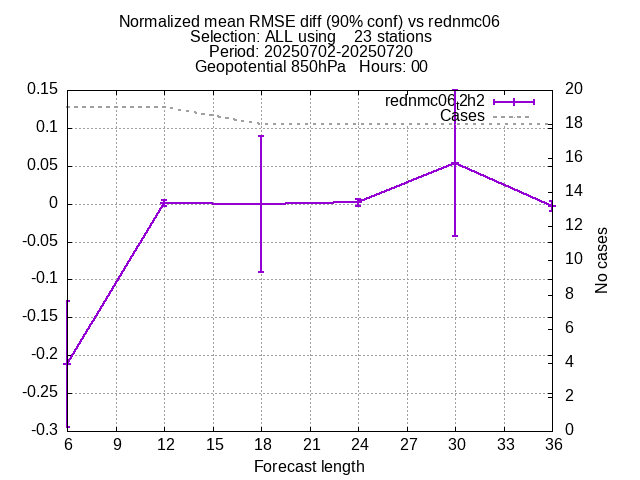 Normalized mean RMSE diff (90% conf) vs rednmc06
Selection: ALL using    23 stations
Period: 20250702-20250720
Geopotential 850hPa   Hours: 00
rednmc06,2h2
Cases
0.15
0.1
0.05
0
-0.05
-0.1
-0.15
-0.2
-0.25
-0.3
20
18
16
14
12
10
8
6
4
2
0
No cases
6 9 12 15 18 21 24 27 30 33 36
Forecast length